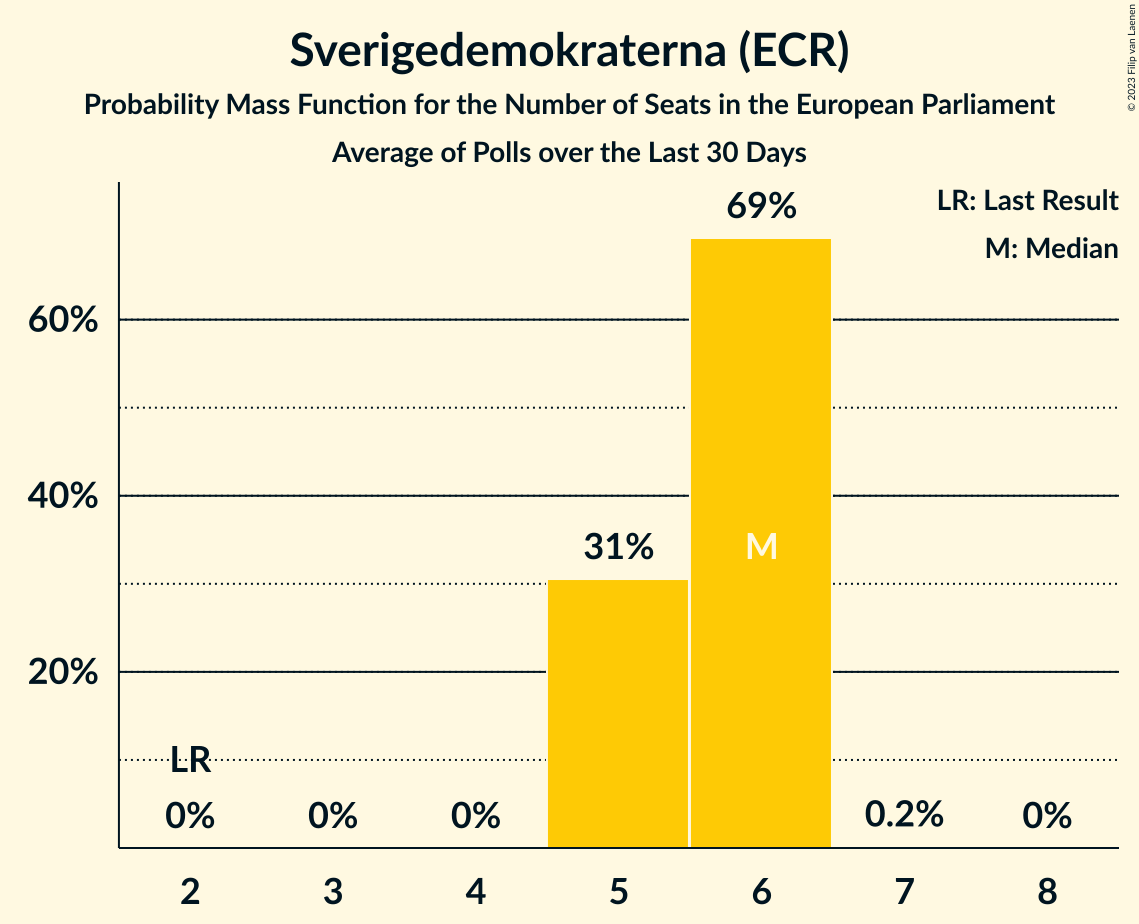 Sverigedemokraterna (ECR)
Probability Mass Function for the Number of Seats in the European Parliament
Average of Polls over the Last 30 Days
© 2023 Filip van Laenen
LR: Last Result
M: Median
69%
60%
40%
31%
M
20%
LR
0%
0%
0%
0.2%
0%
2
3
4
5
6
7
8